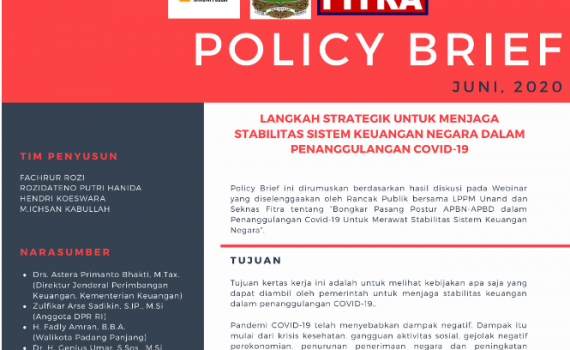 FITRA
POLICY BRIEF
JUNI, 2020
LANGKAH STRATEGIK UNTUK MENJAGA
STABILITAS SISTEM KEUANGAN NEGARA DALAM
PENANGGULANGAN COVID-19
TIM PENYUSUN
FACHRUR ROZI
ROZIDATENO PUTRI HANIDA
HENDRI KOESWARA
M.ICHSAN KABULLAH
Policy Brief ini dirumuskan berdasarkan hasil diskusi pada Webinar
yang diselenggaakan oleh Rancak Publik bersama LPPM Unand dan
Seknas Fitra tentang "Bongkar Pasang Postur APBN-APBD dalam
Penanggulangan Covid-19 Untuk Merawat Stabilitas Sistem Keuangan
Negara".
NARASUMBER
Drs. Astera Primanto Bhakti, M.Tax.
(Direktur Jenderal Perimbangan
Keuangan, Kementerian Keuangan)
Zulfikar Arse Sadikin, S.IP., M.Si
(Anggota DPR RI)
H. Fadly Amran, B.B.A.
(Walikota Padang Panjang)
Dr. H. Genius Umar, S.Sos., M.Si
TUJUAN
Tujuan kertas kerja ini adalah untuk melihat kebijakan apa saja yang
dapat diambil oleh pemerintah untuk menjaga stabilitas keuangan
dalam penanggulangan COVID-19..
Pandemi COVID-19 telah menyebabkan dampak negatif. Dampak itu
mulai dari krisis kesehatan, gangguan aktivitas sosial, gejolak negatif
perekonomian, penurunan penerimaan negara dan peningkatan